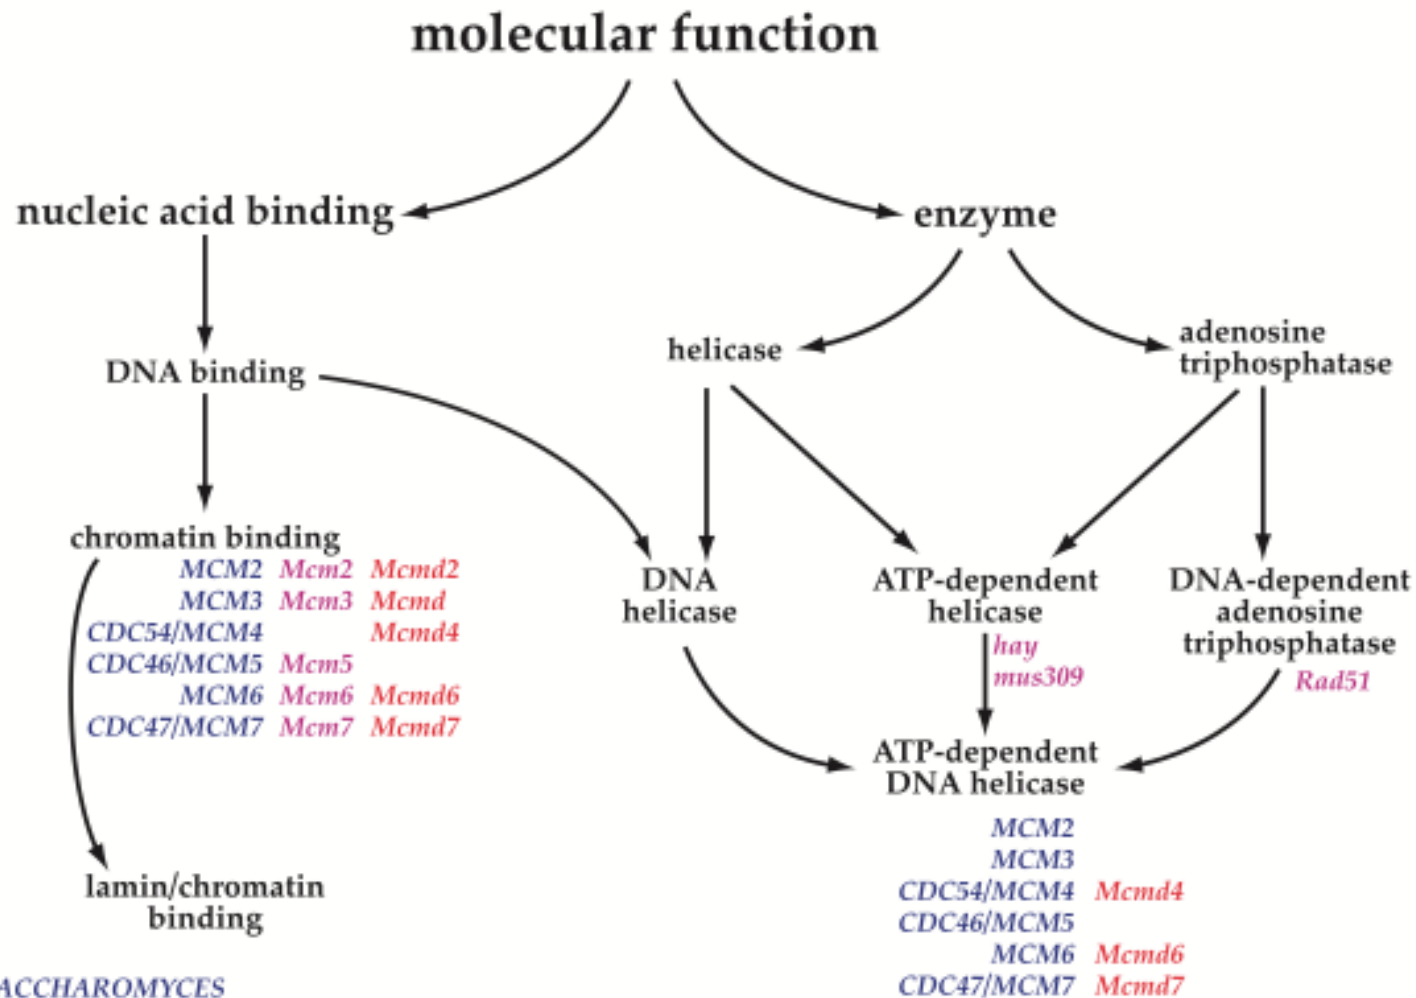 molecular function
nucleic acid binding
enzyme
helicase
adenosine
triphosphatase
DNA binding
chromatin binding
MCM2 Mcm2 Mcmd2
MCM3 Mcm3 Mcmd
CDC54/MCM4 Mcmd4
CDC46/MCM5 Mcm5
MCM6 Mcm6 Mcmd6
CDC47/MCM7 Mcm7 Mcmd7
DNA
helicase
ATP-dependent
helicase
hay
mus309
DNA-dependent
adenosine
triphosphatase
Rad51
ATP-dependent
DNA helicase
MCM2
MCM3
CDC54/MCM4 Mcmd4
CDC46/MCM5
MCM6 Mcmd6
CDC47/MCM7 Mcmd7
lamin/chromatin
binding
ACCHAROMYCES